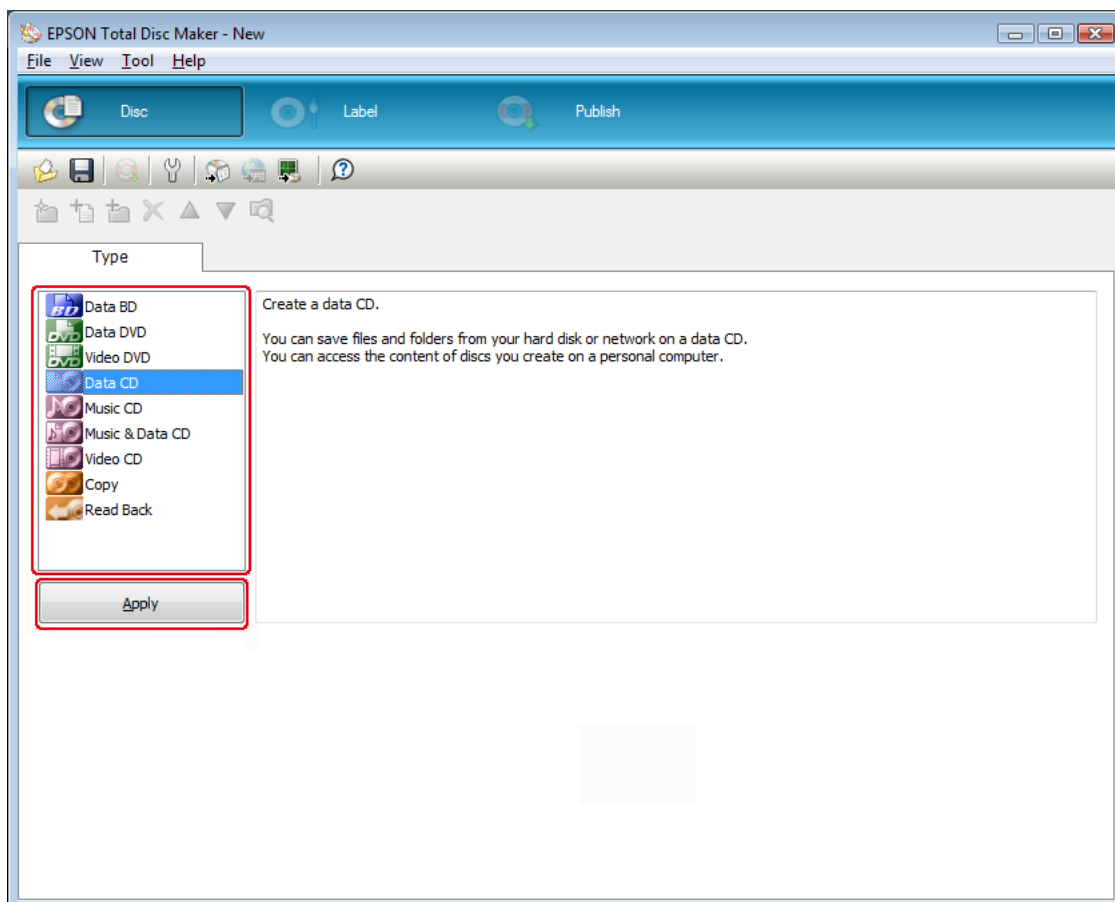 EPSON Total Disc Maker - New
File View Tool Help
Disc Label Publish
Type
BD Data BD
DVD Data DVD
DVD Video DVD
Data CD
Music CD
Music & Data CD
Video CD
Copy
Read Back
Apply
Create a data CD.
You can save files and folders from your hard disk or network on a data CD.
You can access the content of discs you create on a personal computer.